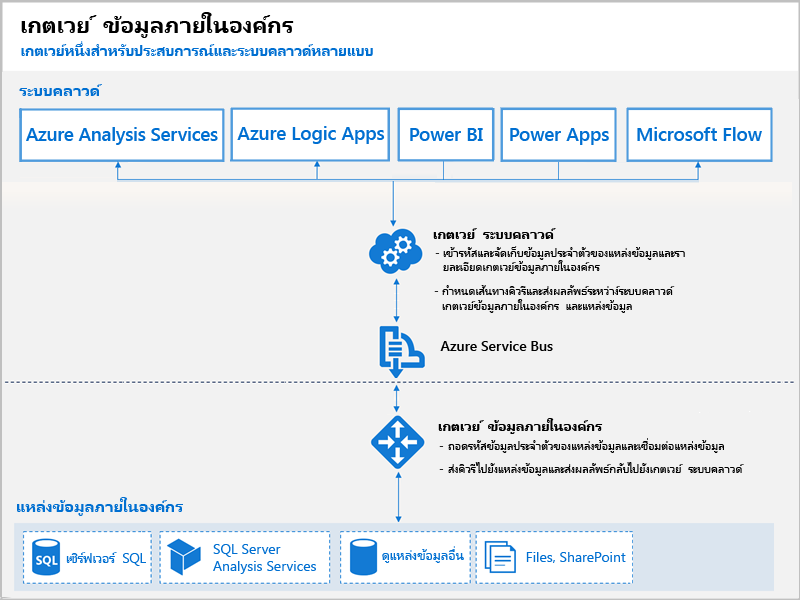 เกตเวย์ ข้อมูลภายในองค์กร
เกตเวย์หนึ่งสำหรับประสบการณ์และระบบคลาวด์หลายแบบ
ระบบคลาวด์
Azure Analysis Services
Azure Logic Apps
Power BI
Power Apps
Microsoft Flow
เกตเวย์ ระบบคลาวด์
- เข้ารหัสและจัดเก็บข้อมูลประจำตัวของแหล่งข้อมูลและรา
ยละเอียดเกตเวย์ข้อมูลภายในองค์กร
- กำหนดเส้นทางคิวรีและส่งผลลัพธ์ระหว่างระบบคลาวด์
เกตเวย์ข้อมูลภายในองค์กร และแหล่งข้อมูล
Azure Service Bus
เกตเวย์ ข้อมูลภายในองค์กร
- ถอดรหัสข้อมูลประจำตัวของแหล่งข้อมูลและเชื่อมต่อแหล่งข้อมูล
- ส่งคิวรีไปยังแหล่งข้อมูลและส่งผลลัพธ์กลับไปยังเกตเวย์ ระบบคลาวด์
แหล่งข้อมูลภายในองค์กร
SQL
เซิร์ฟเวอร์ SQL
SQL Server
Analysis Services
ดูแหล่งข้อมูลอื่น
Files, SharePoint